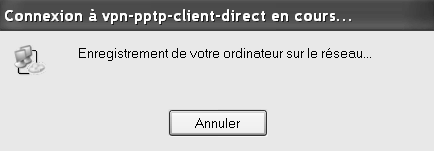 Connexion à vpn-pptp-client-direct en cours...
Enregistrement de votre ordinateur sur le réseau...
Annuler